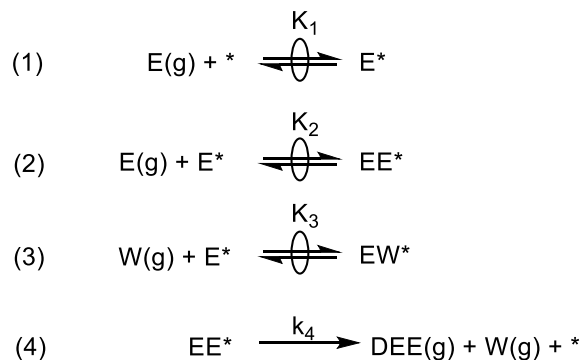 K₁
(1) E(g) + * ⇌ E*
K₂
(2) E(g) + E* ⇌ EE*
K₃
(3) W(g) + E* ⇌ EW*
k₄
(4) EE* → DEE(g) + W(g) + *